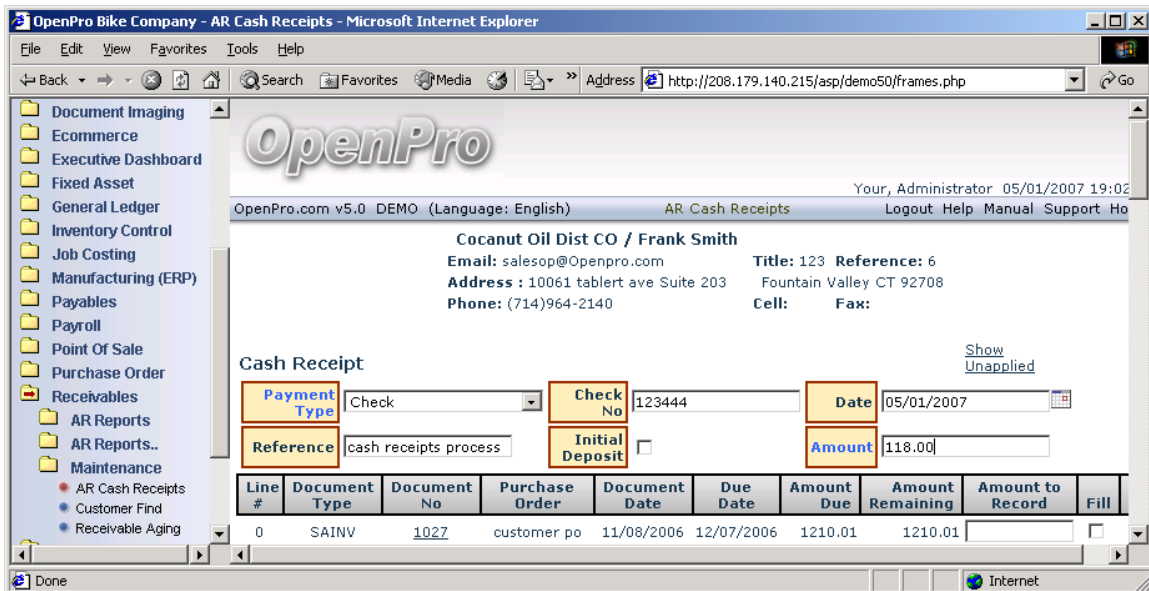 OpenPro Bike Company - AR Cash Receipts - Microsoft Internet Explorer
File Edit View Favorites Tools Help
Back Search Favorites Media » Address http://208.179.140.215/asp/demo50/frames.php Go
Document Imaging
Ecommerce
Executive Dashboard
Fixed Asset
General Ledger
Inventory Control
Job Costing
Manufacturing (ERP)
Payables
Payroll
Point Of Sale
Purchase Order
Receivables
AR Reports
AR Reports..
Maintenance
AR Cash Receipts
Customer Find
Receivable Aging
OpenPro
Your, Administrator 05/01/2007 19:02
OpenPro.com v5.0 DEMO (Language: English) AR Cash Receipts Logout Help Manual Support Ho
Cocanut Oil Dist CO / Frank Smith
Email: salesop@Openpro.com Title: 123 Reference: 6
Address : 10061 tablert ave Suite 203 Fountain Valley CT 92708
Phone: (714)964-2140 Cell: Fax:
Show
Unapplied
Cash Receipt
Payment Type Check Check No 123444 Date 05/01/2007
Reference cash receipts process Initial Deposit Amount 118.00
Line # Document Type Document No Purchase Order Document Date Due Date Amount Due Amount Remaining Amount to Record Fill
0 SAINV 1027 customer po 11/08/2006 12/07/2006 1210.01 1210.01
Done Internet